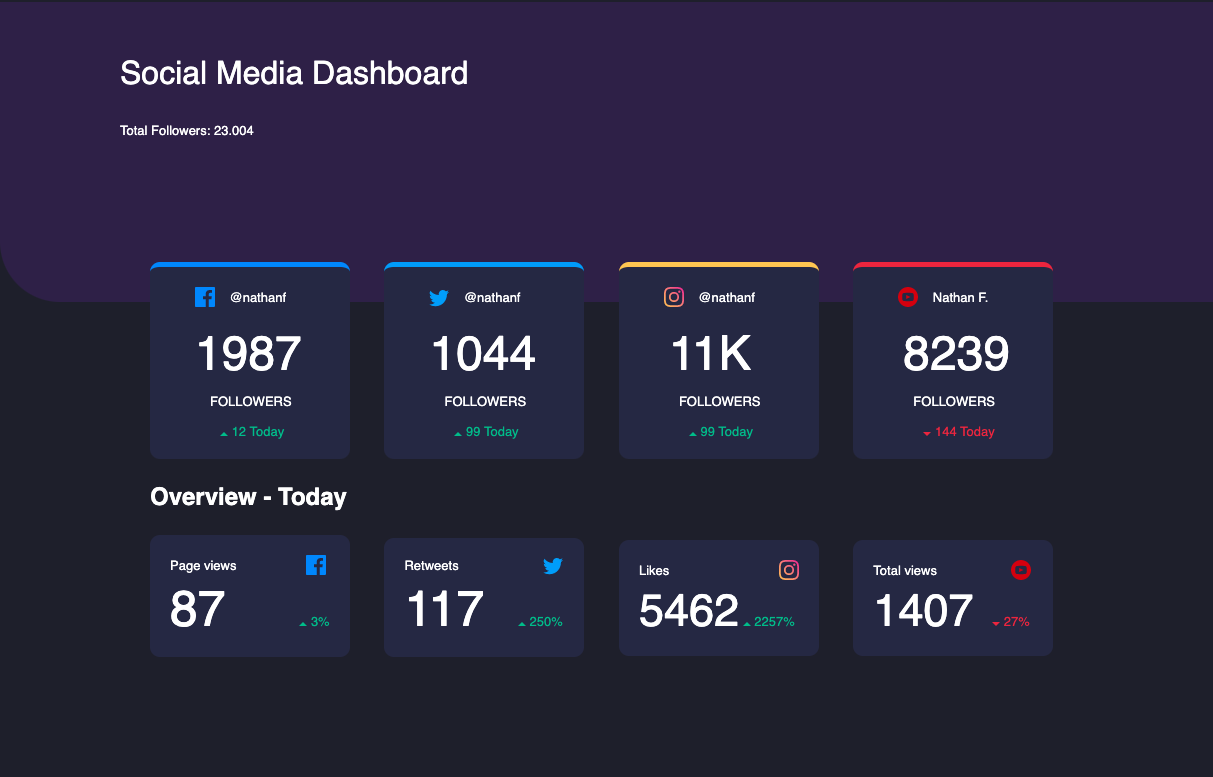 Social Media Dashboard
Total Followers: 23.004
@nathanf
1987
FOLLOWERS
12 Today
@nathanf
1044
FOLLOWERS
99 Today
@nathanf
11K
FOLLOWERS
99 Today
Nathan F.
8239
FOLLOWERS
144 Today
Overview - Today
Page views
87
3%
Retweets
117
250%
Likes
5462
2257%
Total views
1407
27%